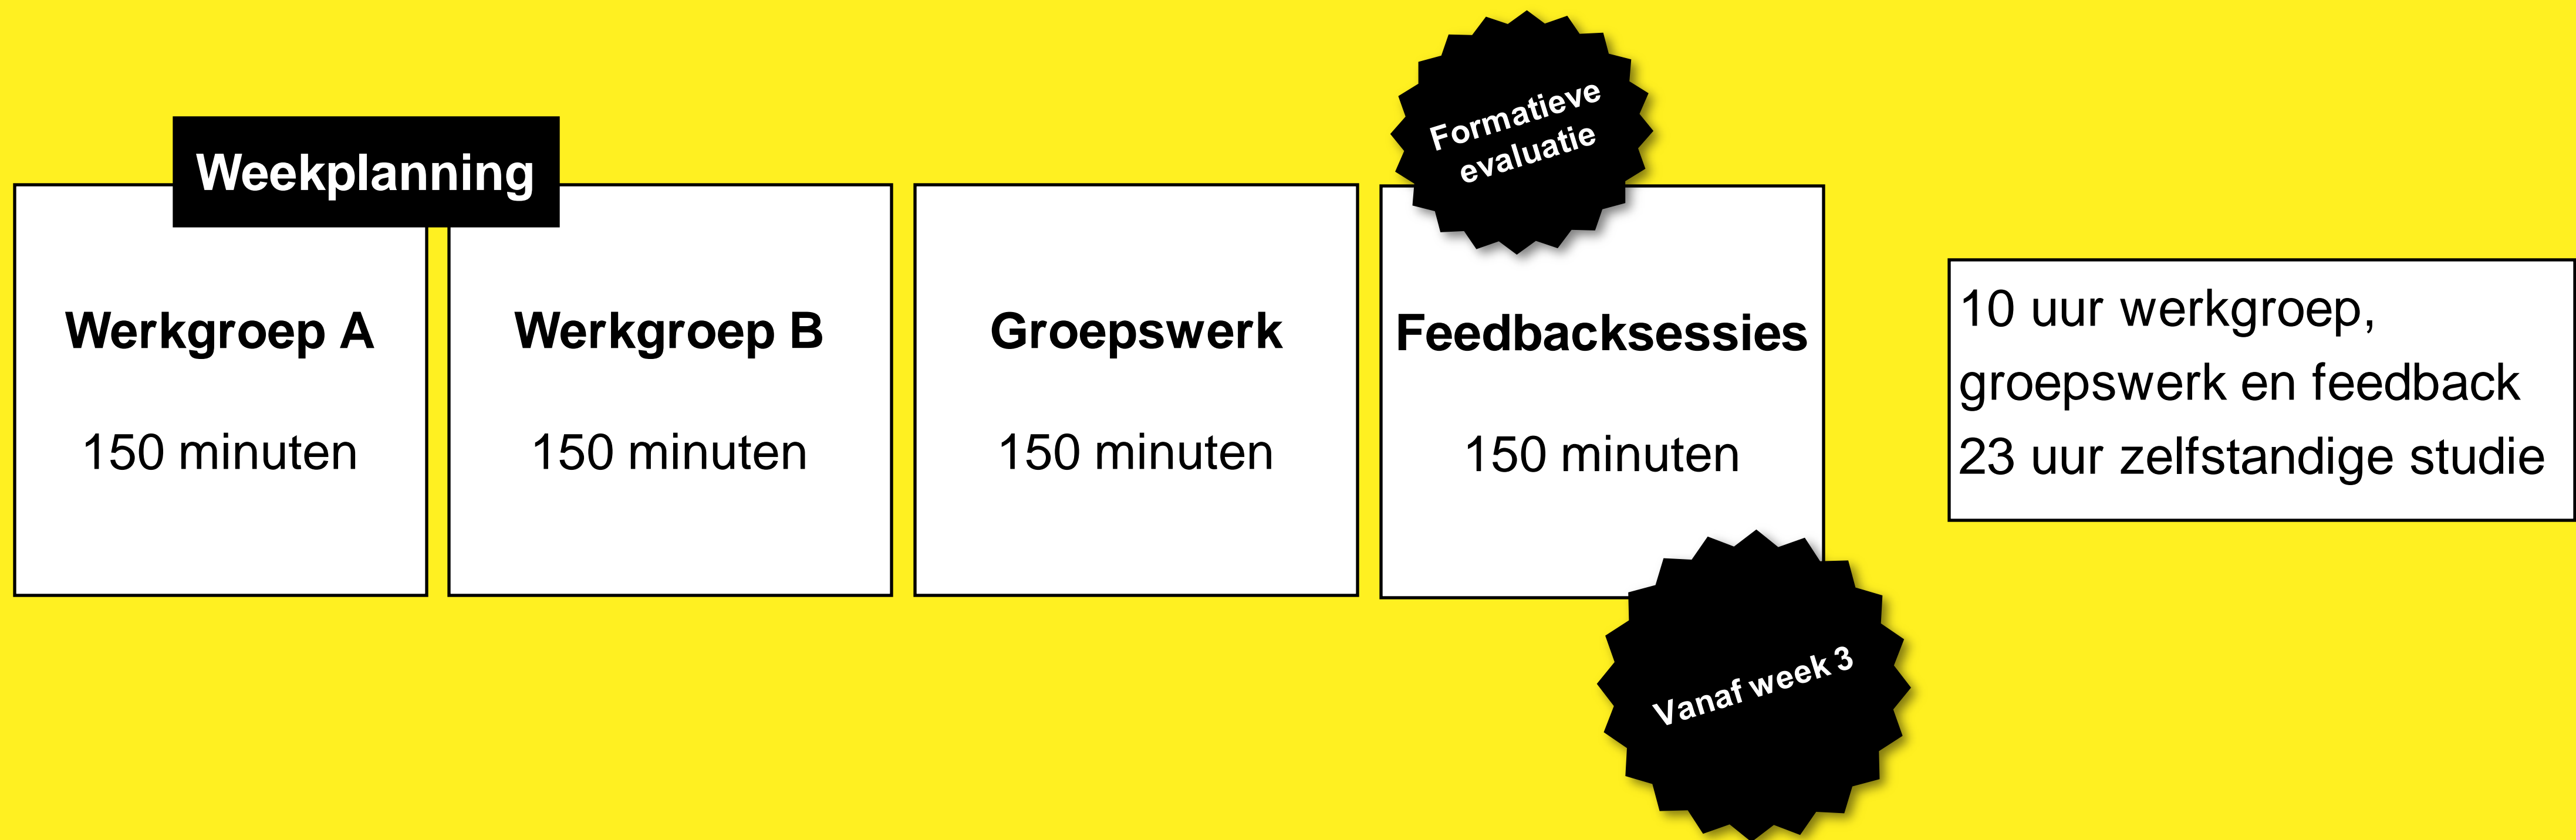 Weekplanning
Werkgroep A
150 minuten
Werkgroep B
150 minuten
Groepswerk
150 minuten
Formatieve
evaluatie
Feedbacksessies
150 minuten
Vanaf week 3
10 uur werkgroep,
groepswerk en feedback
23 uur zelfstandige studie